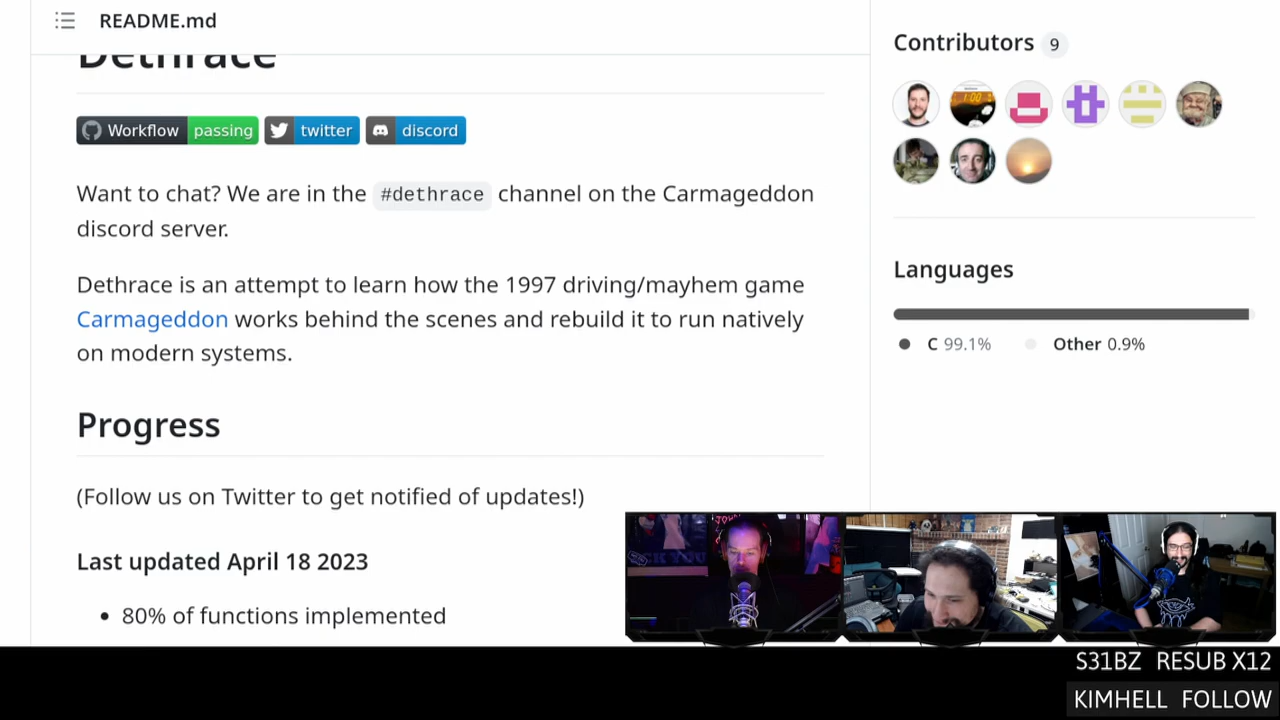 README.md
Dethrace
Workflow passing twitter discord
Want to chat? We are in the #dethrace channel on the Carmageddon
discord server.
Dethrace is an attempt to learn how the 1997 driving/mayhem game
Carmageddon works behind the scenes and rebuild it to run natively
on modern systems.
Progress
(Follow us on Twitter to get notified of updates!)
Last updated April 18 2023
• 80% of functions implemented
Contributors 9
1:00
Languages
C 99.1% Other 0.9%
S31BZ RESUB X12
KIMHELL FOLLOW